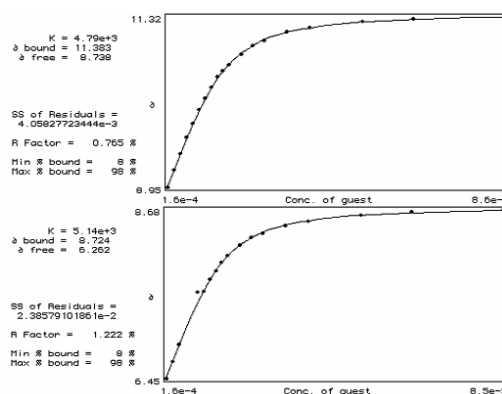 11.32
K = 4.79e+3
∂ bound = 11.383
∂ free = 8.738
∂
SS of Residuals =
4.05827723444e-3
R Factor = 0.765 %
Min % bound = 8 %
Max % bound = 98 %
8.95
1.6e-4 Conc. of guest
8.68
K = 5.14e+3
∂ bound = 8.724
∂ free = 6.262
∂
SS of Residuals =
2.38579101861e-2
R Factor = 1.222 %
Min % bound = 8 %
Max % bound = 98 %
6.45
1.6e-4 Conc. of guest